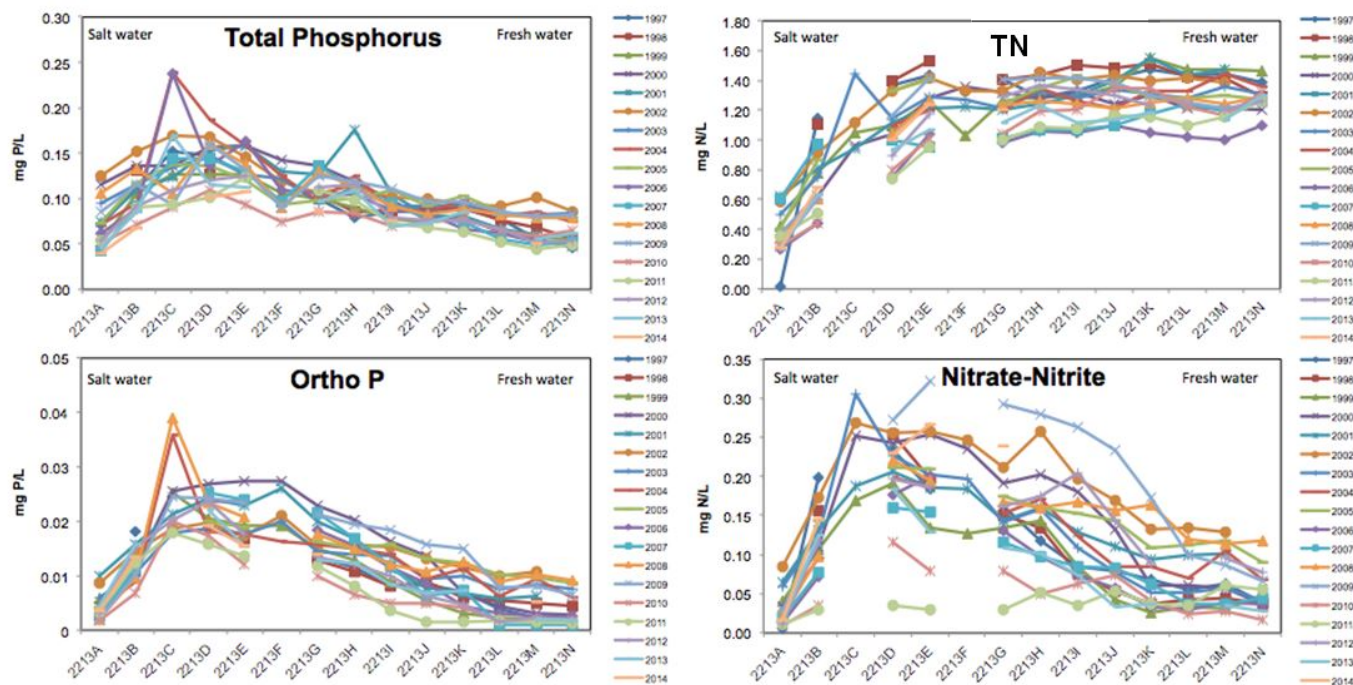 Total Phosphorus
Salt water
Fresh water
mg P/L
0.30
0.25
0.20
0.15
0.10
0.05
0.00
2213A
2213B
2213C
2213D
2213E
2213F
2213G
2213H
2213I
2213J
2213K
2213L
2213M
2213N
1997
1998
1999
2000
2001
2002
2003
2004
2005
2006
2007
2008
2009
2010
2011
2012
2013
2014
TN
Salt water
Fresh water
mg N/L
1.80
1.60
1.40
1.20
1.00
0.80
0.60
0.40
0.20
0.00
2213A
2213B
2213C
2213D
2213E
2213F
2213G
2213H
2213I
2213J
2213K
2213L
2213M
2213N
1997
1998
1999
2000
2001
2002
2003
2004
2005
2006
2007
2008
2009
2010
2011
2012
2013
2014
Ortho P
Salt water
Fresh water
mg P/L
0.05
0.04
0.03
0.02
0.01
0
2213A
2213B
2213C
2213D
2213E
2213F
2213G
2213H
2213I
2213J
2213K
2213L
2213M
2213N
1997
1998
1999
2000
2001
2002
2003
2004
2005
2006
2007
2008
2009
2010
2011
2012
2013
2014
Nitrate-Nitrite
Salt water
Fresh water
mg N/L
0.35
0.30
0.25
0.20
0.15
0.10
0.05
0.00
2213A
2213B
2213C
2213D
2213E
2213F
2213G
2213H
2213I
2213J
2213K
2213L
2213M
2213N
1997
1998
1999
2000
2001
2002
2003
2004
2005
2006
2007
2008
2009
2010
2011
2012
2013
2014